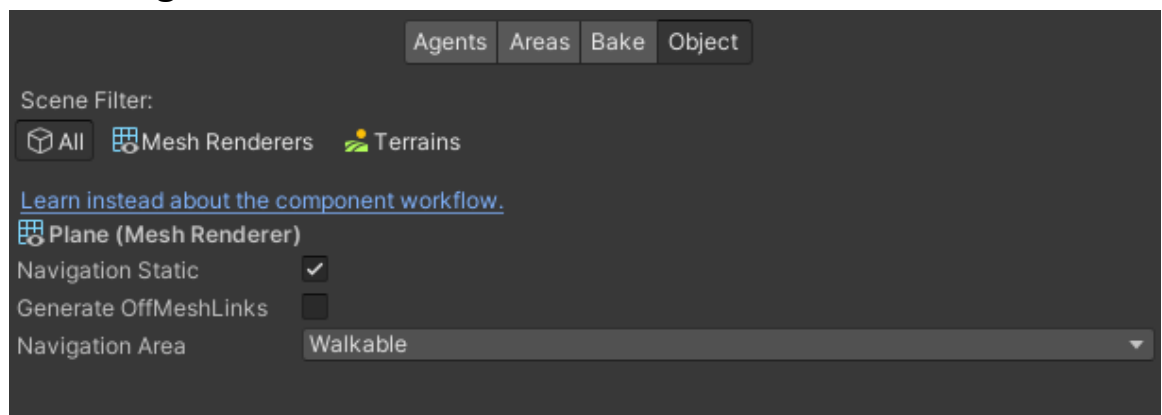 Agents Areas Bake Object
Scene Filter:
All Mesh Renderers Terrains
Learn instead about the component workflow.
Plane (Mesh Renderer)
Navigation Static
Generate OffMeshLinks
Navigation Area Walkable